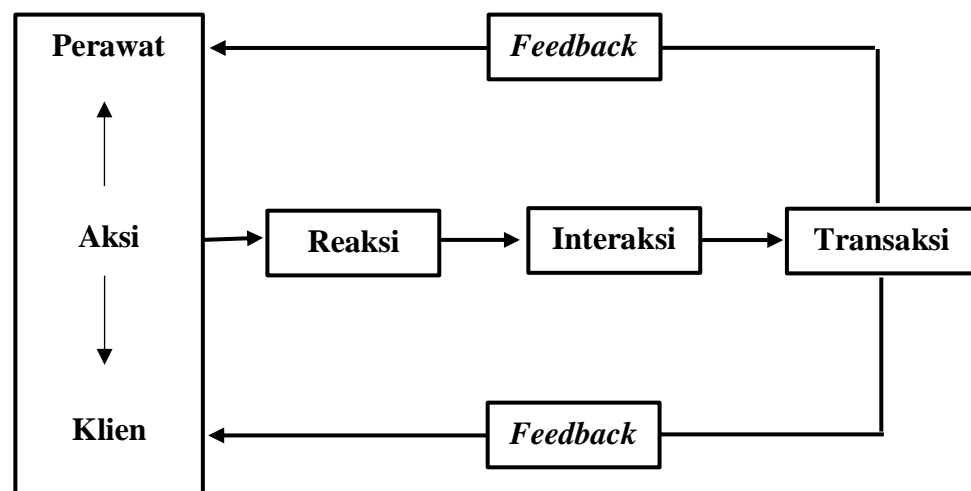 Perawat
Feedback
Aksi
Reaksi
Interaksi
Transaksi
Klien
Feedback